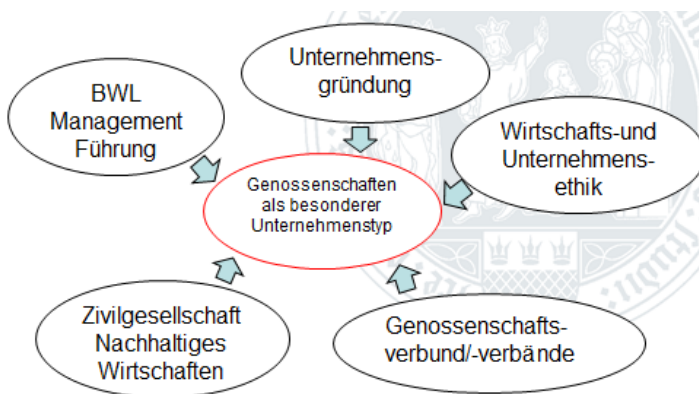 Unternehmens-
gründung
BWL
Management
Führung
Wirtschafts-und
Unternehmens-
ethik
Genossenschaften
als besonderer
Unternehmenstyp
Zivilgesellschaft
Nachhaltiges
Wirtschaften
Genossenschafts-
verbund/-verbände